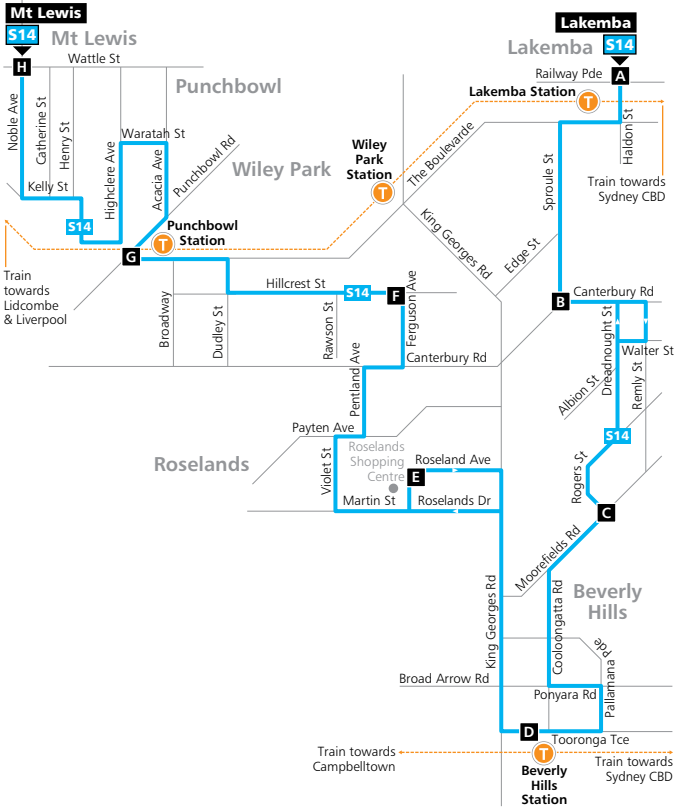 Mt Lewis
S14
Mt Lewis
H
Wattle St
Lakemba
Lakemba
S14
Railway Pde
A
Punchbowl
Lakemba Station
T
Noble Ave
Catherine St
Henry St
Waratah St
Highclere Ave
Acacia Ave
Punchbowl Rd
Wiley Park
Wiley
Park
Station
T
The Boulevarde
Sproule St
Haldon St
Train towards
Sydney CBD
Kelly St
S14
Punchbowl
Station
T
G
King Georges Rd
Edge St
Train
towards
Lidcombe
& Liverpool
Hillcrest St
S14
F
Ferguson Ave
B
Canterbury Rd
Broadway
Dudley St
Rawson St
Canterbury Rd
Dreadnought St
Walter St
Remly St
Albion St
Pentland Ave
Payten Ave
S14
Roselands
Violet St
Roselands
Shopping
Centre
E
Roseland Ave
Martin St
Roselands Dr
Rogers St
C
Moorefields Rd
Beverly
Hills
King Georges Rd
Cooloongatta Rd
Pallamana Pde
Broad Arrow Rd
Ponyara Rd
D
Tooronga Tce
T
Train towards
Campbelltown
Beverly
Hills
Station
Train towards
Sydney CBD